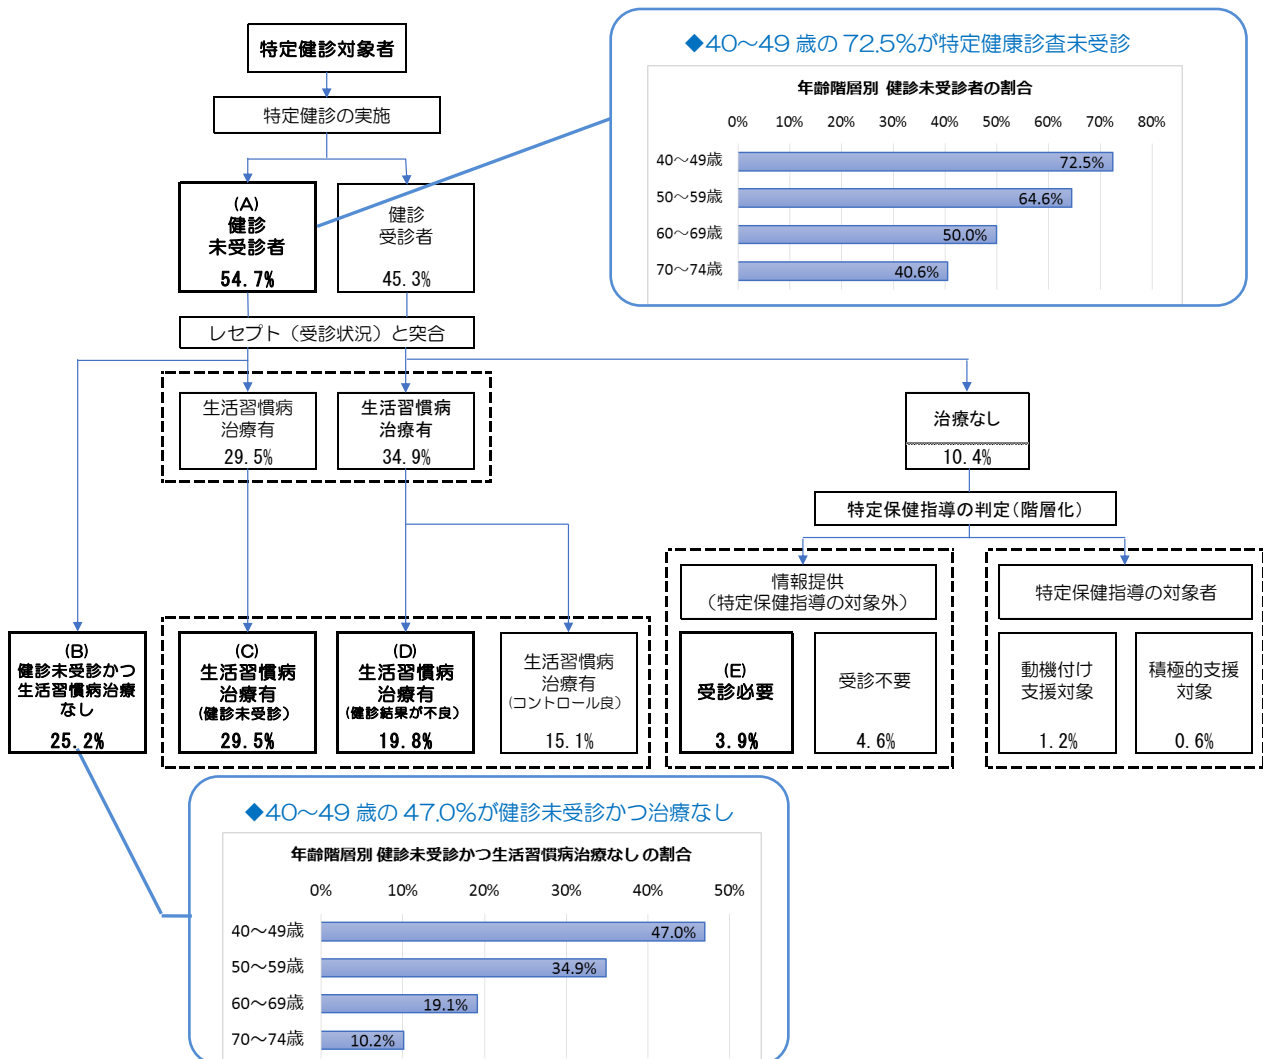 特定健診対象者
特定健診の実施
(A)
健診
未受診者
54.7%
健診
受診者
45.3%
◆40～49歳の72.5%が特定健康診査未受診
年齢階層別 健診未受診者の割合
0% 10% 20% 30% 40% 50% 60% 70% 80%
40～49歳 72.5%
50～59歳 64.6%
60～69歳 50.0%
70～74歳 40.6%
レセプト（受診状況）と突合
生活習慣病
治療有
29.5%
生活習慣病
治療有
34.9%
治療なし
10.4%
特定保健指導の判定（階層化）
情報提供
（特定保健指導の対象外）
特定保健指導の対象者
(B)
健診未受診かつ
生活習慣病治療
なし
25.2%
(C)
生活習慣病
治療有
（健診未受診）
29.5%
(D)
生活習慣病
治療有
（健診結果が不良）
19.8%
生活習慣病
治療有
（コントロール良）
15.1%
(E)
受診必要
3.9%
受診不要
4.6%
動機付け
支援対象
1.2%
積極的支援
対象
0.6%
◆40～49歳の47.0%が健診未受診かつ治療なし
年齢階層別 健診未受診かつ生活習慣病治療なしの割合
0% 10% 20% 30% 40% 50%
40～49歳 47.0%
50～59歳 34.9%
60～69歳 19.1%
70～74歳 10.2%